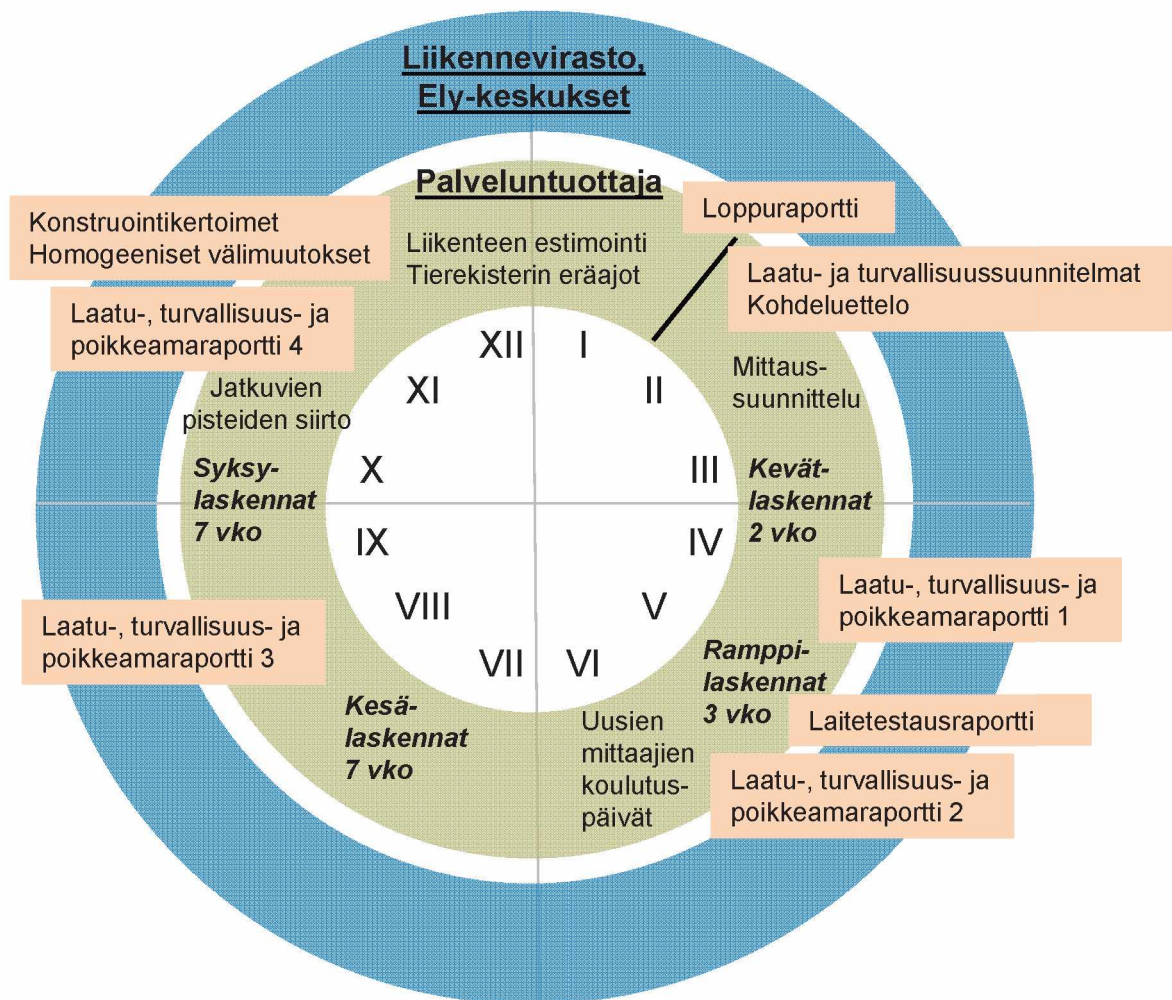 Liikennevirasto,
Ely-keskukset
Palveluntuottaja
Liikenteen estimointi
Tierekisterin eräajot
Konstruointikertoimet
Homogeeniset välimuutokset
Laatu-, turvallisuus- ja
poikkeamaraportti 4
Jatkuvien
pisteiden siirto
Syksy-
laskennat
7 vko
Loppuraportti
Laatu- ja turvallisuussuunnitelmat
Kohdeluettelo
Mittaus-
suunnittelu
Kevät-
laskennat
2 vko
XII
I
XI
II
X
III
IX
IV
VIII
V
VII
VI
Laatu-, turvallisuus- ja
poikkeamaraportti 1
Laatu-, turvallisuus- ja
poikkeamaraportti 3
Ramppi-
laskennat
3 vko
Laitetestausraportti
Kesä-
laskennat
7 vko
Uusien
mittaajien
koulutus-
päivät
Laatu-, turvallisuus- ja
poikkeamaraportti 2